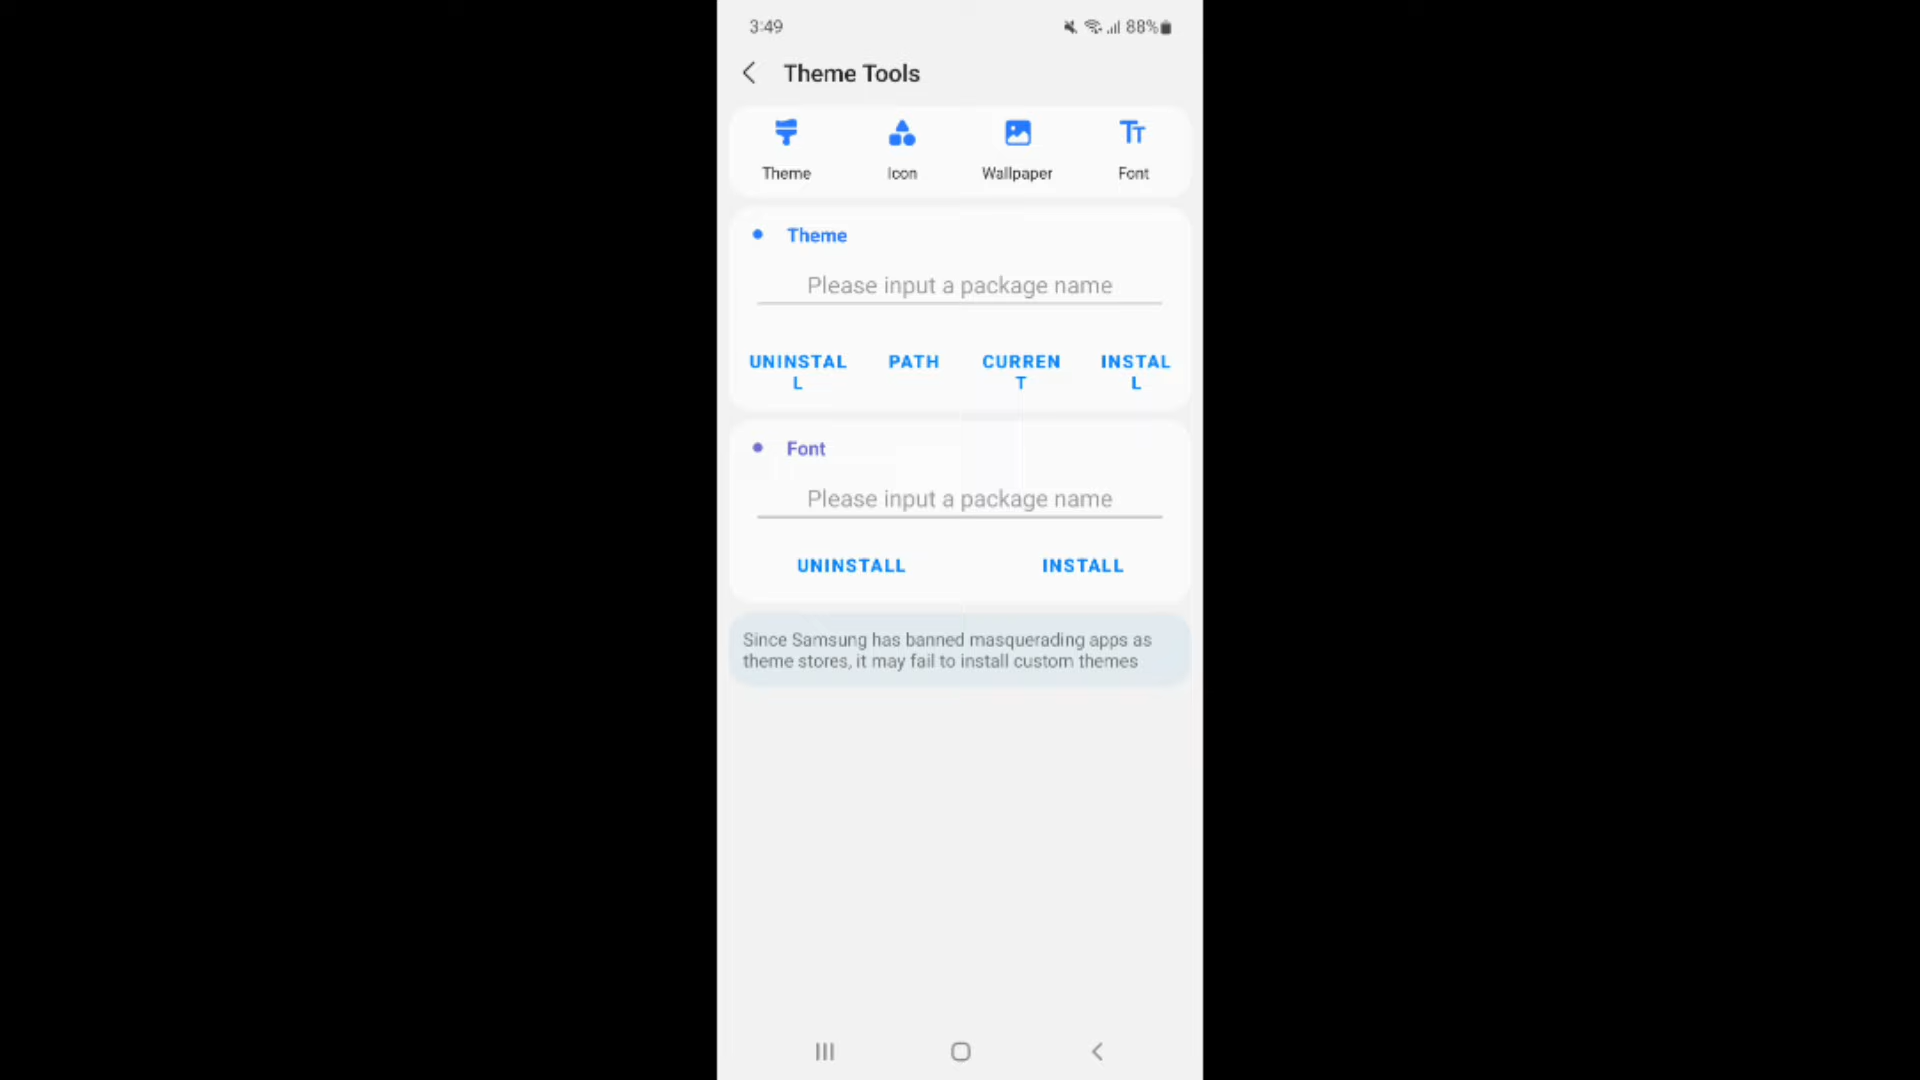 3:49
88%
Theme Tools
Theme Icon Wallpaper Font
Theme
Please input a package name
UNINSTAL PATH CURREN INSTAL
L T L
Font
Please input a package name
UNINSTALL INSTALL
Since Samsung has banned masquerading apps as
theme stores, it may fail to install custom themes